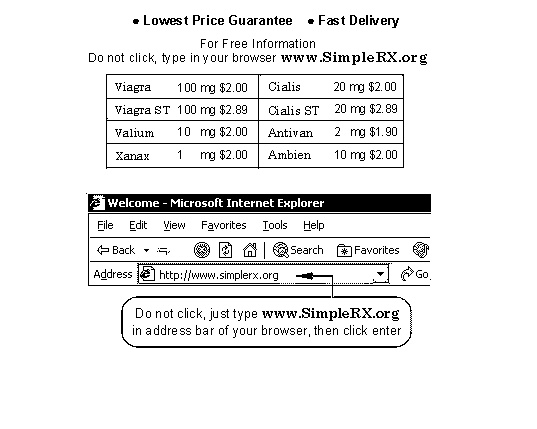 ● Lowest Price Guarantee ● Fast Delivery
For Free Information
Do not click, type in your browser www.SimpleRX.org
Viagra 100 mg $2.00 Cialis 20 mg $2.00
Viagra ST 100 mg $2.89 Cialis ST 20 mg $2.89
Valium 10 mg $2.00 Antivan 2 mg $1.90
Xanax 1 mg $2.00 Ambien 10 mg $2.00
Welcome - Microsoft Internet Explorer
File Edit View Favorites Tools Help
Back Search Favorites
Address http://www.simplerx.org Go
Do not click, just type www.SimpleRX.org
in address bar of your browser, then click enter